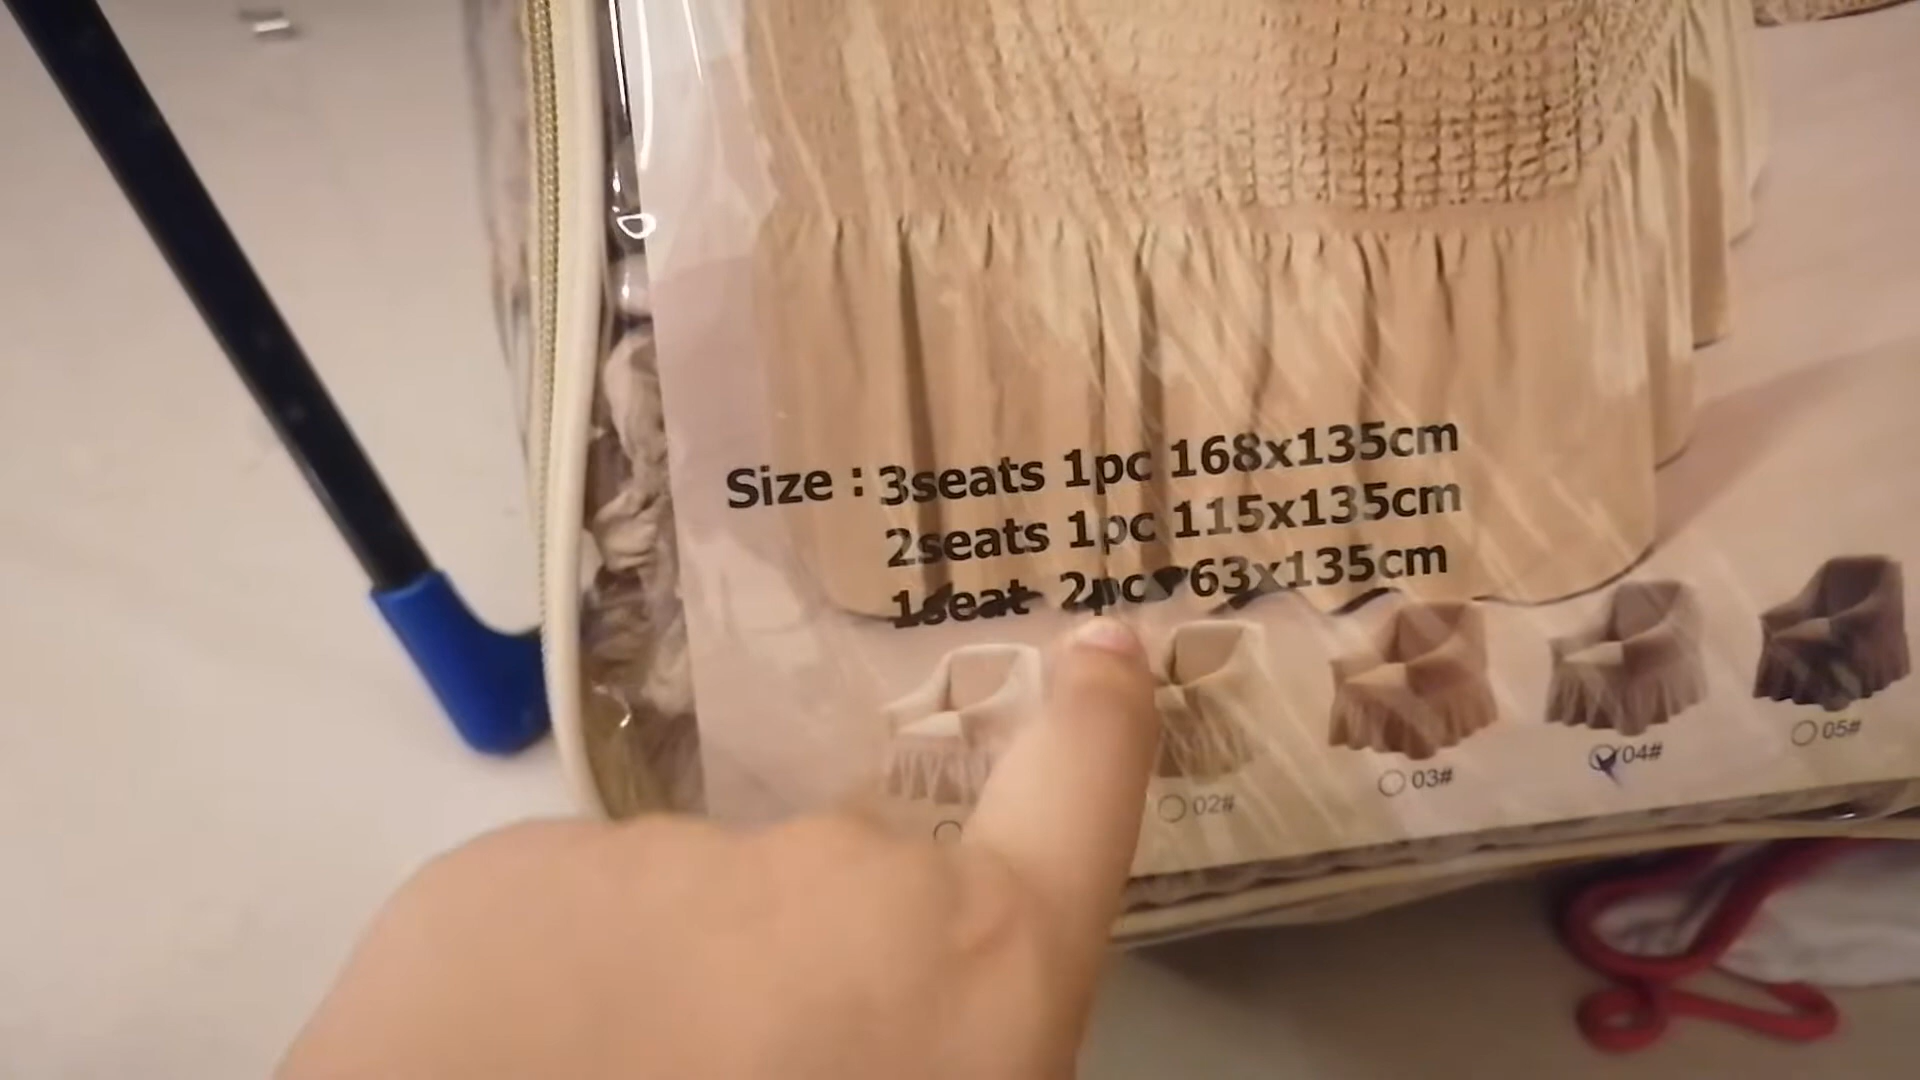 Size : 3seats 1pc 168x135cm
2seats 1pc 115x135cm
1seat 2pc 63x135cm
02#
03#
04#
05#